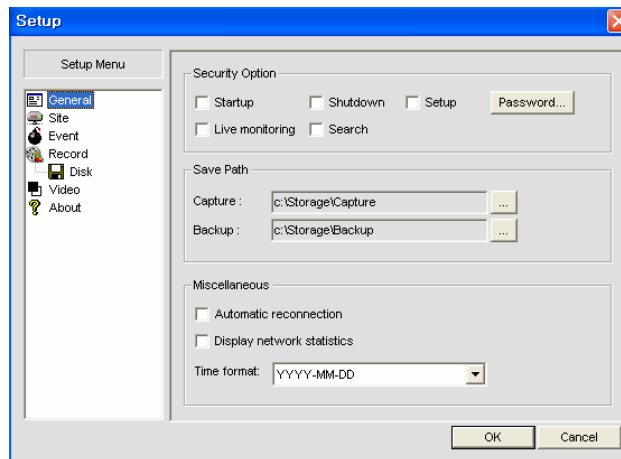 Setup
Setup Menu
General
Site
Event
Record
Disk
Video
About
Security Option
Startup
Shutdown
Setup
Password...
Live monitoring
Search
Save Path
Capture :
c:\Storage\Capture
...
Backup :
c:\Storage\Backup
...
Miscellaneous
Automatic reconnection
Display network statistics
Time format:
YYYY-MM-DD
OK
Cancel